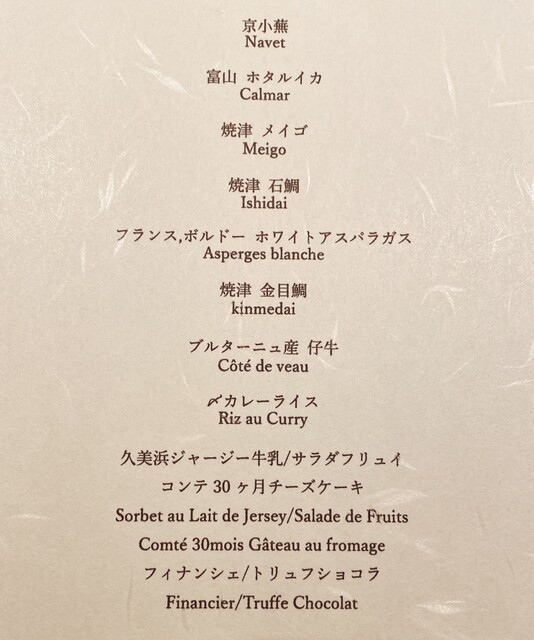 京小蕪
Navet
富山 ホタルイカ
Calmar
焼津 メイゴ
Meigo
焼津 石鯛
Ishidai
フランス,ボルドー ホワイトアスパラガス
Asperges blanche
焼津 金目鯛
kinmedai
ブルターニュ産 仔牛
Côté de veau
〆カレーライス
Riz au Curry
久美浜ジャージー牛乳/サラダフリュイ
コンテ 30 ヶ月チーズケーキ
Sorbet au Lait de Jersey/Salade de Fruits
Comté 30mois Gâteau au fromage
フィナンシェ/トリュフショコラ
Financier/Truffe Chocolat